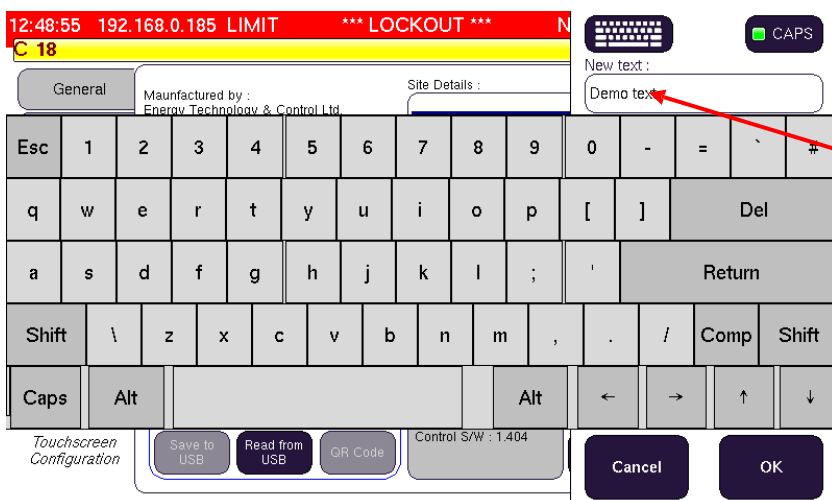 12:48:55 192.168.0.185 LIMIT *** LOCKOUT *** N
C 18
CAPS
New text :
Demo text
General
Maunfactured by :
Energy Technology & Control Ltd.
Site Details :
Esc 1 2 3 4 5 6 7 8 9 0 - = ` #
q w e r t y u i o p [ ] Del
a s d f g h j k l ; ' Return
Shift \ z x c v b n m , . / Comp Shift
Caps Alt Alt ← → ↑ ↓
Touchscreen
Configuration
Save to
USB
Read from
USB
QR Code
Control S/W : 1.404
Cancel
OK